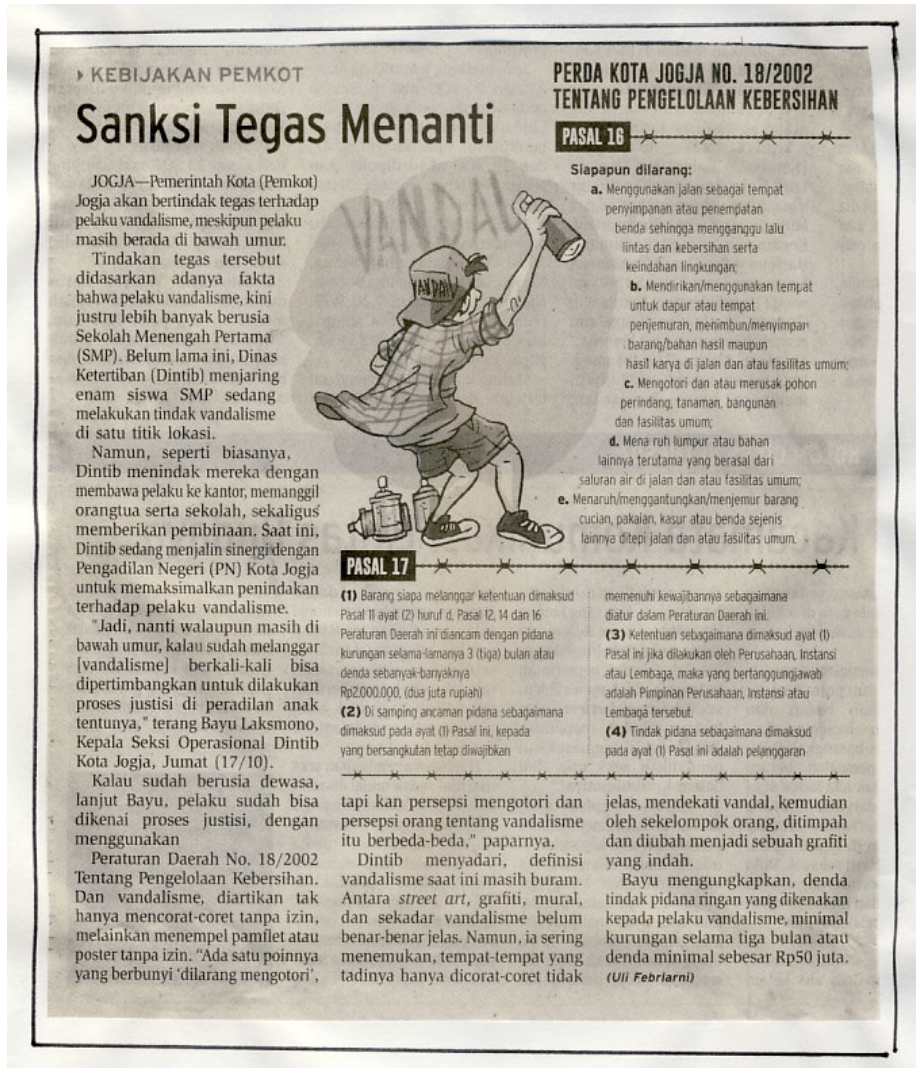 KEBIJAKAN PEMKOT
Sanksi Tegas Menanti
JOGJA—Pemerintah Kota (Pemkot)
Jogja akan bertindak tegas terhadap
pelaku vandalisme, meskipun pelaku
masih berada di bawah umur.
Tindakan tegas tersebut
didasarkan adanya fakta
bahwa pelaku vandalisme, kini
justru lebih banyak berusia
Sekolah Menengah Pertama
(SMP). Belum lama ini, Dinas
Ketertiban (Dintib) menjaring
enam siswa SMP sedang
melakukan tindak vandalisme
di satu titik lokasi.
Namun, seperti biasanya,
Dintib menindak mereka dengan
membawa pelaku ke kantor, memanggil
orangtua serta sekolah, sekaligus
memberikan pembinaan. Saat ini,
Dintib sedang menjalin sinergi dengan
Pengadilan Negeri (PN) Kota Jogja
untuk memaksimalkan penindakan
terhadap pelaku vandalisme.
"Jadi, nanti walaupun masih di
bawah umur, kalau sudah melanggar
[vandalisme] berkali-kali bisa
dipertimbangkan untuk dilakukan
proses justisi di peradilan anak
tentunya," terang Bayu Laksmono,
Kepala Seksi Operasional Dintib
Kota Jogja, Jumat (17/10).
Kalau sudah berusia dewasa,
lanjut Bayu, pelaku sudah bisa
dikenai proses justisi, dengan
menggunakan
Peraturan Daerah No. 18/2002
Tentang Pengelolaan Kebersihan.
Dan vandalisme, diartikan tak
hanya mencorat-coret tanpa izin,
melainkan menempel pamflet atau
poster tanpa izin. "Ada satu poinnya
yang berbunyi 'dilarang mengotori',
tapi kan persepsi mengotori dan
persepsi orang tentang vandalisme
itu berbeda-beda," paparnya.
Dintib menyadari, definisi
vandalisme saat ini masih buram.
Antara street art, grafiti, mural,
dan sekadar vandalisme belum
benar-benar jelas. Namun, ia sering
menemukan, tempat-tempat yang
tadinya hanya dicorat-coret tidak
jelas, mendekati vandal, kemudian
oleh sekelompok orang, ditimpah
dan diubah menjadi sebuah grafiti
yang indah.
Bayu mengungkapkan, denda
tindak pidana ringan yang dikenakan
kepada pelaku vandalisme, minimal
kurungan selama tiga bulan atau
denda minimal sebesar Rp50 juta.
(Uli Febriarni)
VANDAL
VANDAL
PERDA KOTA JOGJA NO. 18/2002
TENTANG PENGELOLAAN KEBERSIHAN
PASAL 16
Siapapun dilarang:
a. Menggunakan jalan sebagai tempat
penyimpanan atau penempatan
benda sehingga mengganggu lalu
lintas dan kebersihan serta
keindahan lingkungan;
b. Mendirikan/menggunakan tempat
untuk dapur atau tempat
penjemuran, menimbun/menyimpan
barang/bahan hasil maupun
hasil karya di jalan dan atau fasilitas umum;
c. Mengotori dan atau merusak pohon
perindang, tanaman, bangunan
dan fasilitas umum;
d. Mena ruh lumpur atau bahan
lainnya terutama yang berasal dari
saluran air di jalan dan atau fasilitas umum;
e. Menaruh/menggantungkan/menjemur barang
cucian, pakaian, kasur atau benda sejenis
lainnya ditepi jalan dan atau fasilitas umum.
PASAL 17
(1) Barang siapa melanggar ketentuan dimaksud
Pasal 11 ayat (2) huruf d, Pasal 12, 14 dan 16
Peraturan Daerah ini diancam dengan pidana
kurungan selama-lamanya 3 (tiga) bulan atau
denda sebanyak-banyaknya
Rp2.000.000, (dua juta rupiah)
(2) Di samping ancaman pidana sebagaimana
dimaksud pada ayat (1) Pasal ini, kepada
yang bersangkutan tetap diwajibkan
memenuhi kewajibannya sebagaimana
diatur dalam Peraturan Daerah ini.
(3) Ketentuan sebagaimana dimaksud ayat (1)
Pasal ini jika dilakukan oleh Perusahaan, Instansi
atau Lembaga, maka yang bertanggungjawab
adalah Pimpinan Perusahaan, Instansi atau
Lembaga tersebut.
(4) Tindak pidana sebagaimana dimaksud
pada ayat (1) Pasal ini adalah pelanggaran